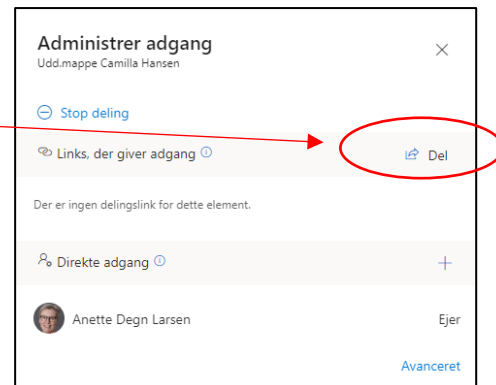 Administrer adgang
Udd.mappe Camilla Hansen
Stop deling
Links, der giver adgang
Del
Der er ingen delingslink for dette element.
Direkte adgang
Anette Degn Larsen
Ejer
Avanceret